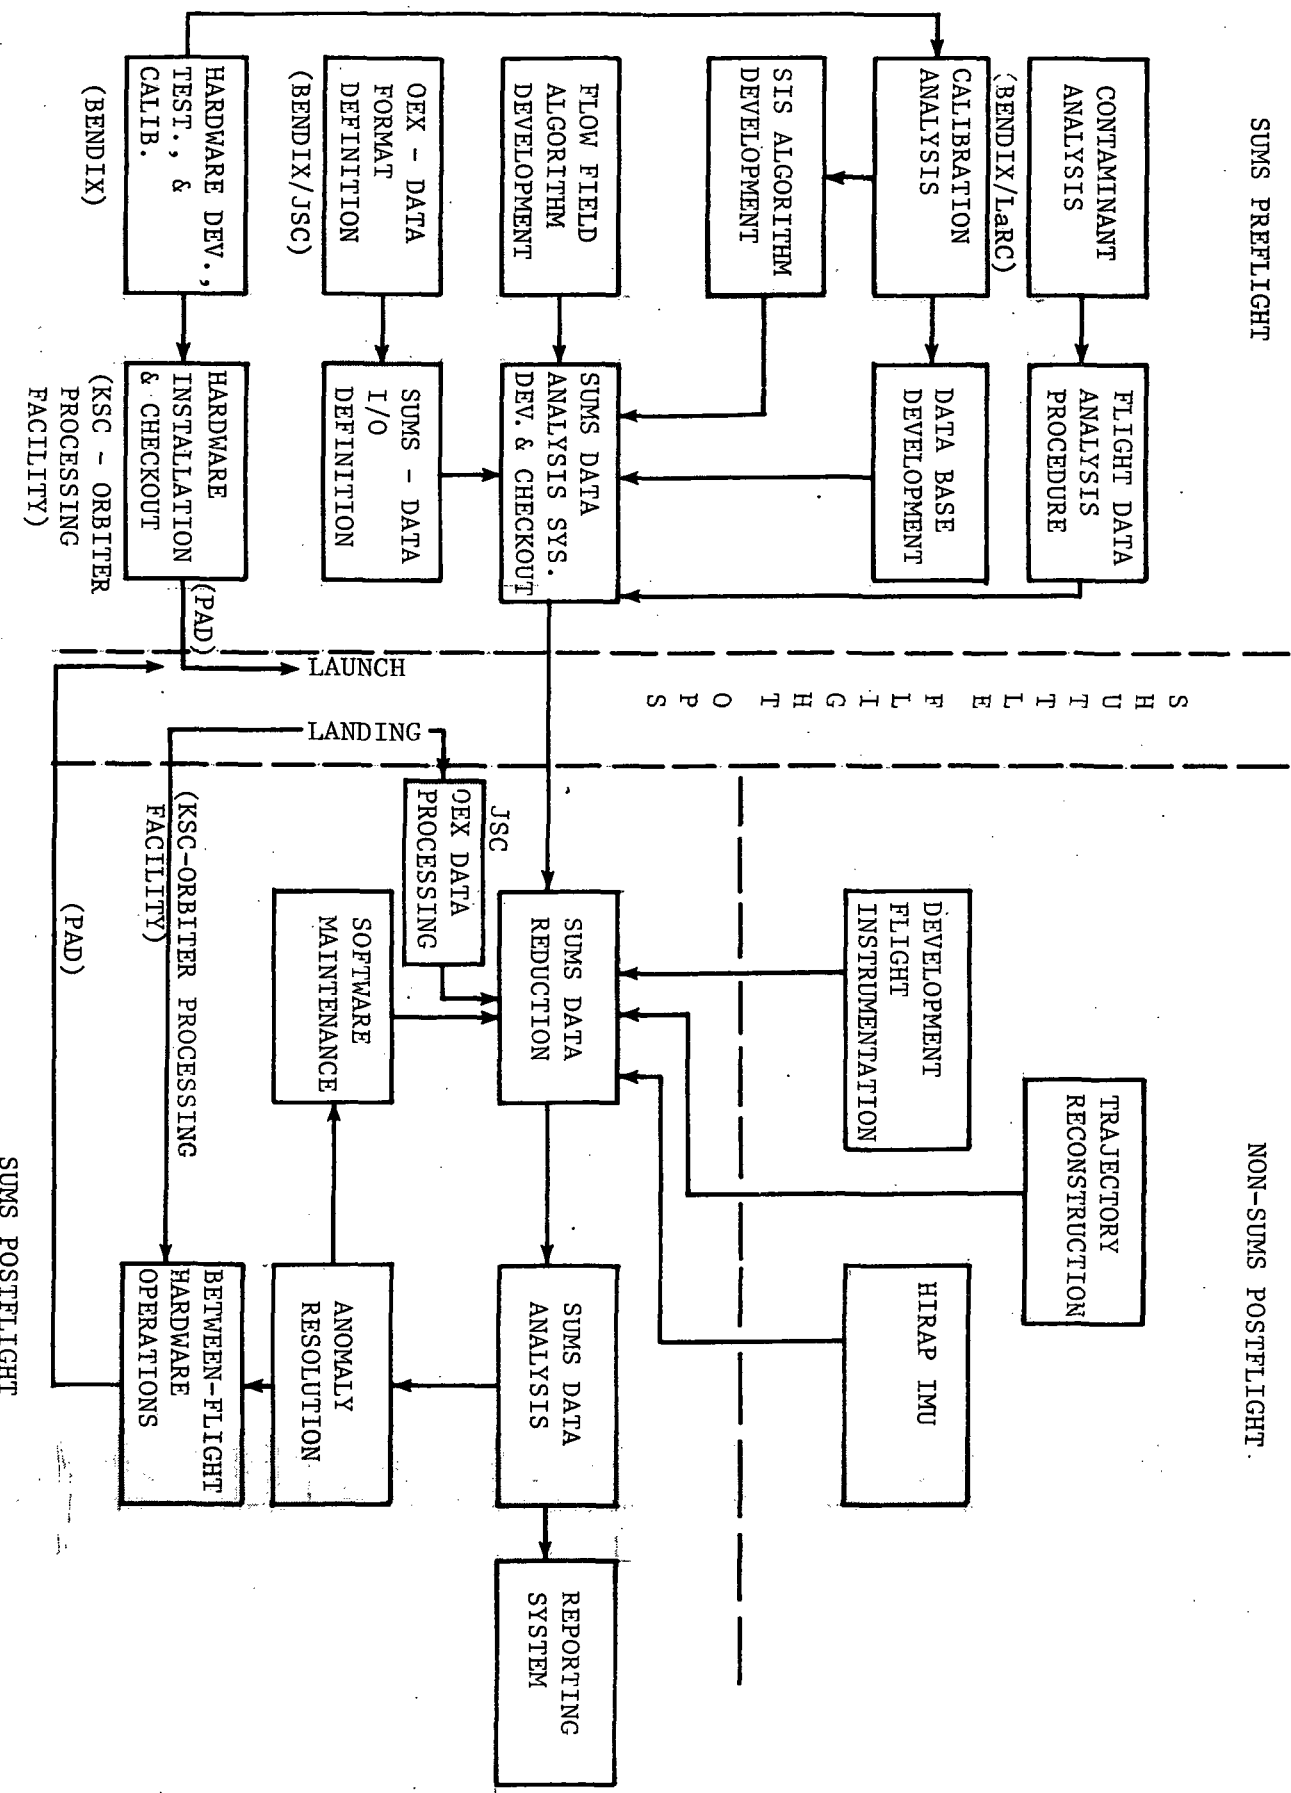 SUMS PREFLIGHT
CONTAMINANT
ANALYSIS
FLIGHT DATA
ANALYSIS
PROCEDURE
(BENDIX/LaRC)
CALIBRATION
ANALYSIS
DATA BASE
DEVELOPMENT
SIS ALGORITHM
DEVELOPMENT
FLOW FIELD
ALGORITHM
DEVELOPMENT
SUMS DATA
ANALYSIS SYS.
DEV. & CHECKOUT
OEX - DATA
FORMAT
DEFINITION
(BENDIX/JSC)
SUMS - DATA
I/O
DEFINITION
HARDWARE DEV.,
TEST., &
CALIB.
(BENDIX)
HARDWARE
INSTALLATION
& CHECKOUT
(KSC - ORBITER
PROCESSING
FACILITY)
(PAD)
SHUTTLE FLIGHT OPS
LAUNCH
LANDING
NON-SUMS POSTFLIGHT
TRAJECTORY
RECONSTRUCTION
DEVELOPMENT
FLIGHT
INSTRUMENTATION
HIRAP IMU
SUMS DATA
REDUCTION
SUMS DATA
ANALYSIS
REPORTING
SYSTEM
JSC
OEX DATA
PROCESSING
SOFTWARE
MAINTENANCE
ANOMALY
RESOLUTION
(KSC-ORBITER PROCESSING
FACILITY)
BETWEEN-FLIGHT
HARDWARE
OPERATIONS
(PAD)
SUMS POSTFLIGHT